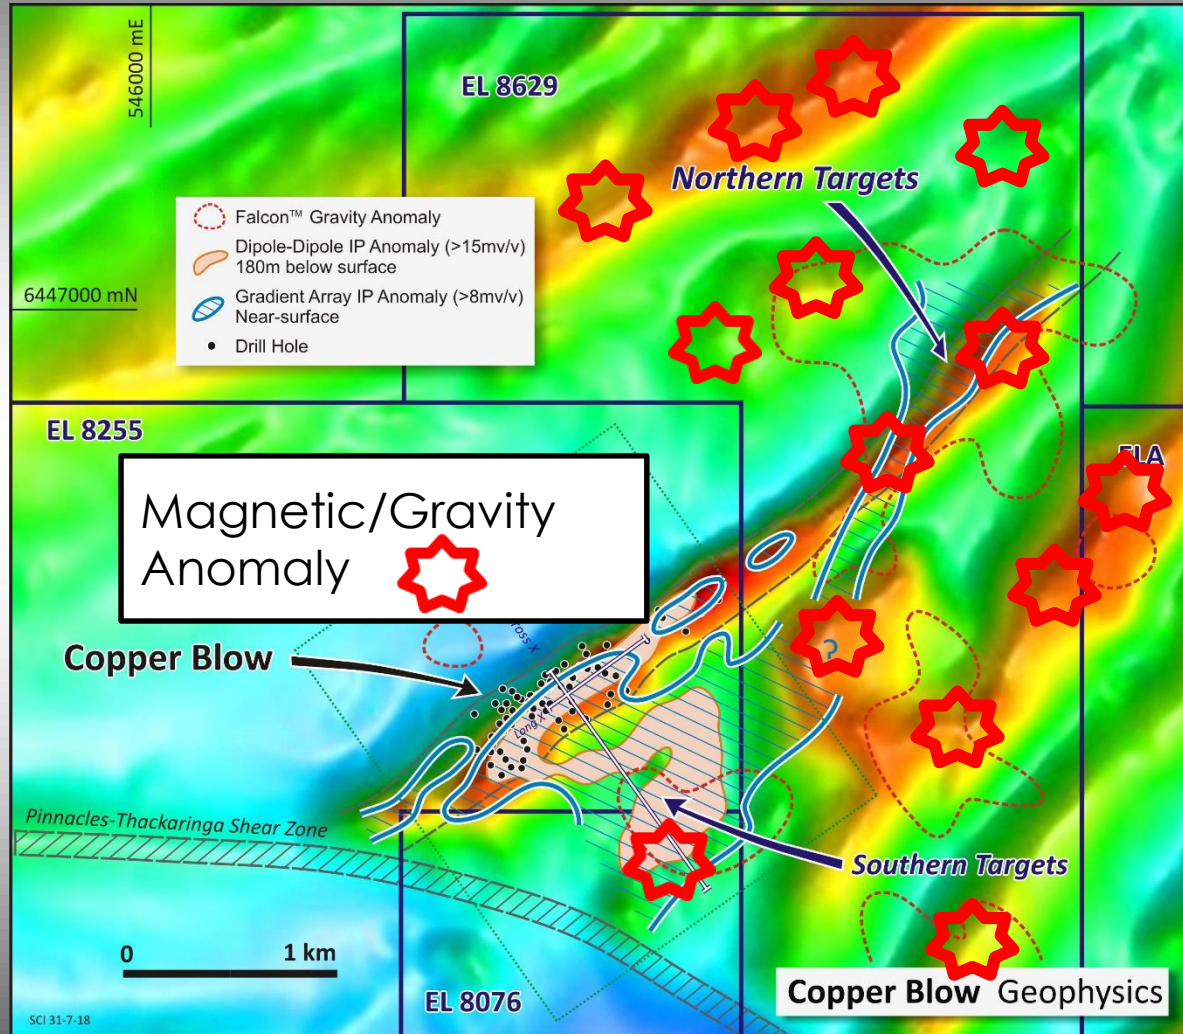 546000 mE
EL 8629
Northern Targets
Falcon™ Gravity Anomaly
Dipole-Dipole IP Anomaly (>15mv/v)
180m below surface
Gradient Array IP Anomaly (>8mv/v)
Near-surface
Drill Hole
6447000 mN
EL 8255
ELA
Magnetic/Gravity
Anomaly
?
Copper Blow
Long X
Pinnacles-Thackaringa Shear Zone
Southern Targets
0 1 km
EL 8076
Copper Blow Geophysics
SCI 31-7-18